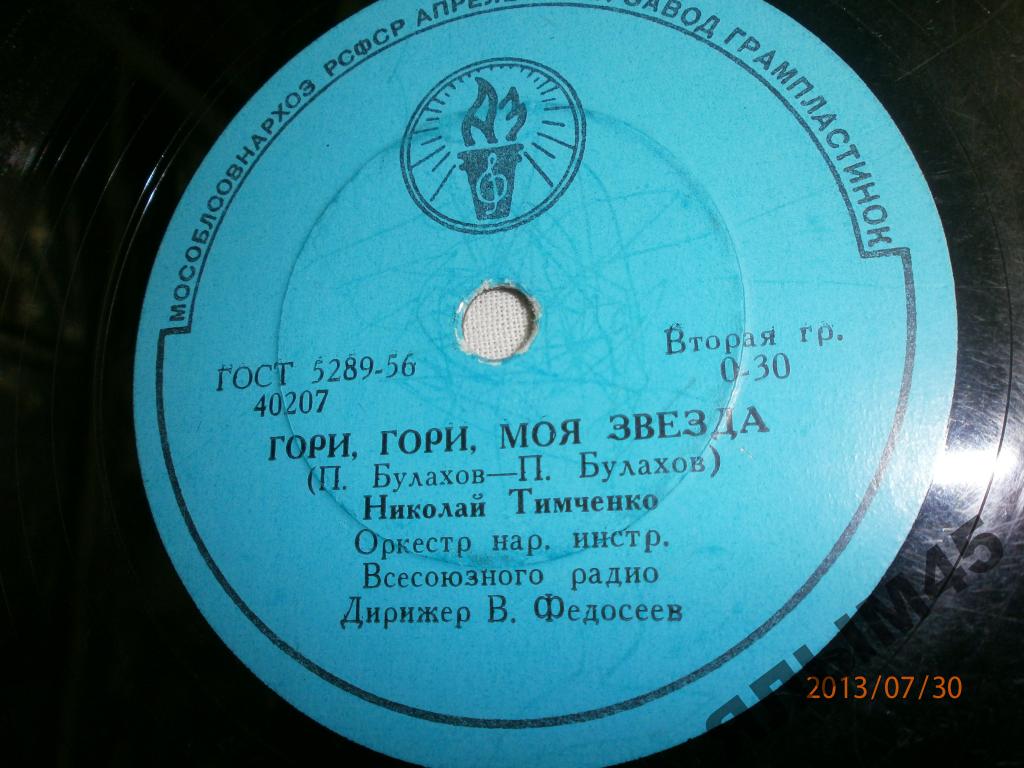 МОСОБЛСОВНАРХОЗ РСФСР ЗАВОД ГРАМПЛАСТИНОК
АЗ
Вторая гр.
ГОСТ 5289-56
0-30
40207
ГОРИ, ГОРИ, МОЯ ЗВЕЗДА
(П. Булахов—П. Булахов)
Николай Тимченко
Оркестр нар. инстр.
Всесоюзного радио
Дирижер В. Федосеев
2013/07/30